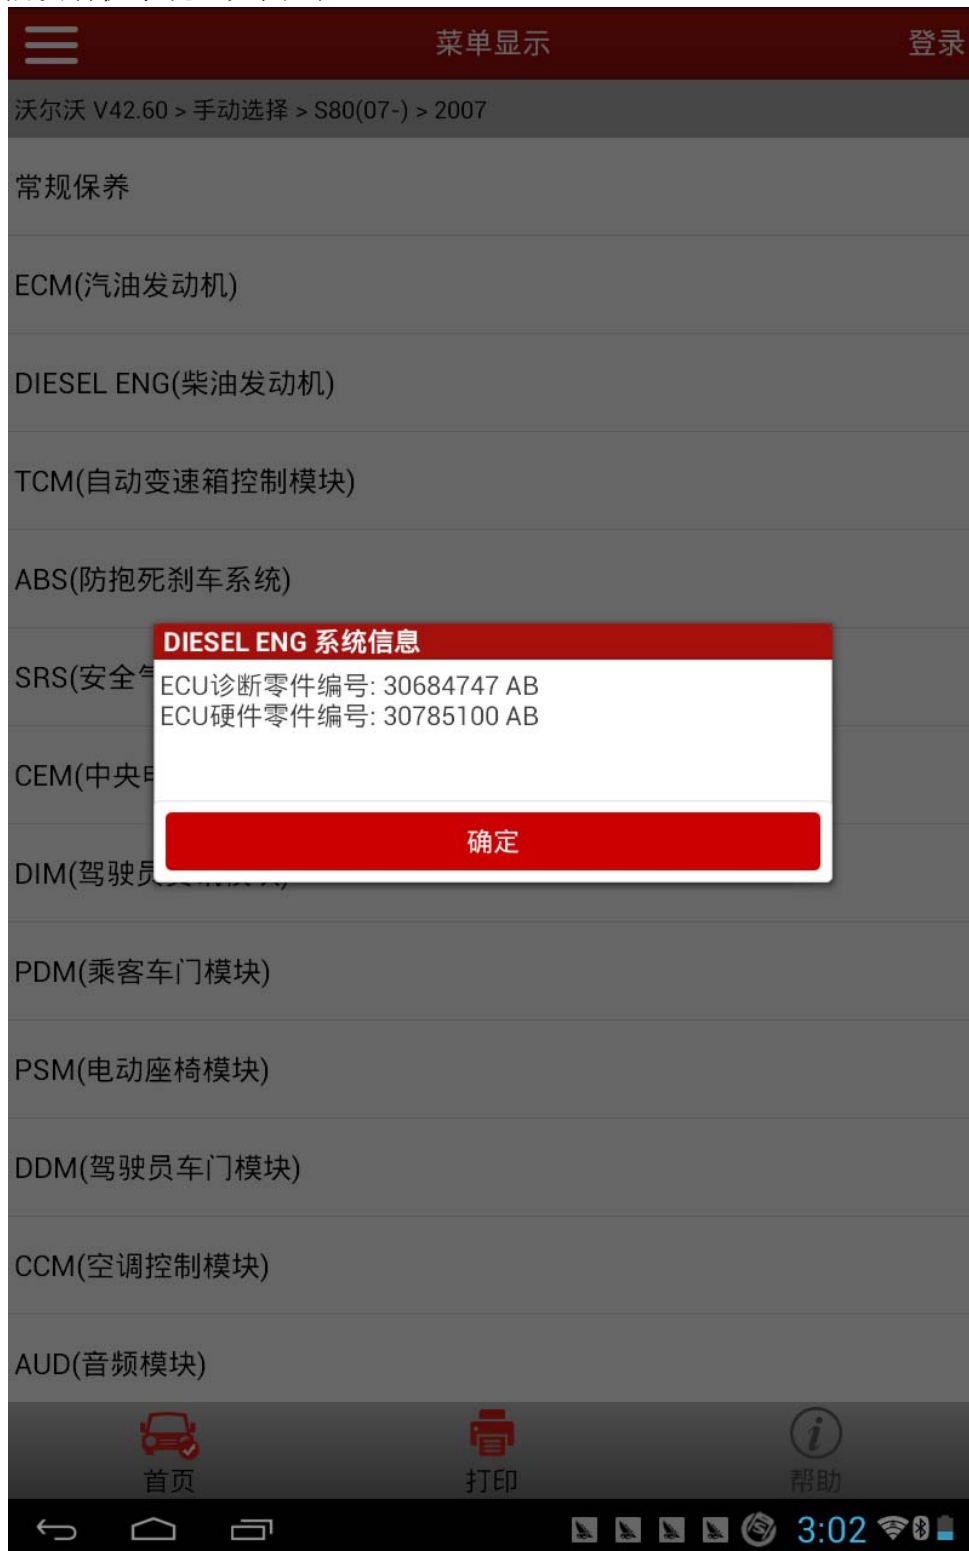 菜单显示
登录
沃尔沃 V42.60 > 手动选择 > S80(07-) > 2007
常规保养
ECM(汽油发动机)
DIESEL ENG(柴油发动机)
TCM(自动变速箱控制模块)
ABS(防抱死刹车系统)
SRS(安全
DIESEL ENG 系统信息
ECU诊断零件编号: 30684747 AB
ECU硬件零件编号: 30785100 AB
CEM(中央
确定
DIM(驾驶
PDM(乘客车门模块)
PSM(电动座椅模块)
DDM(驾驶员车门模块)
CCM(空调控制模块)
AUD(音频模块)
首页
打印
帮助
3:02